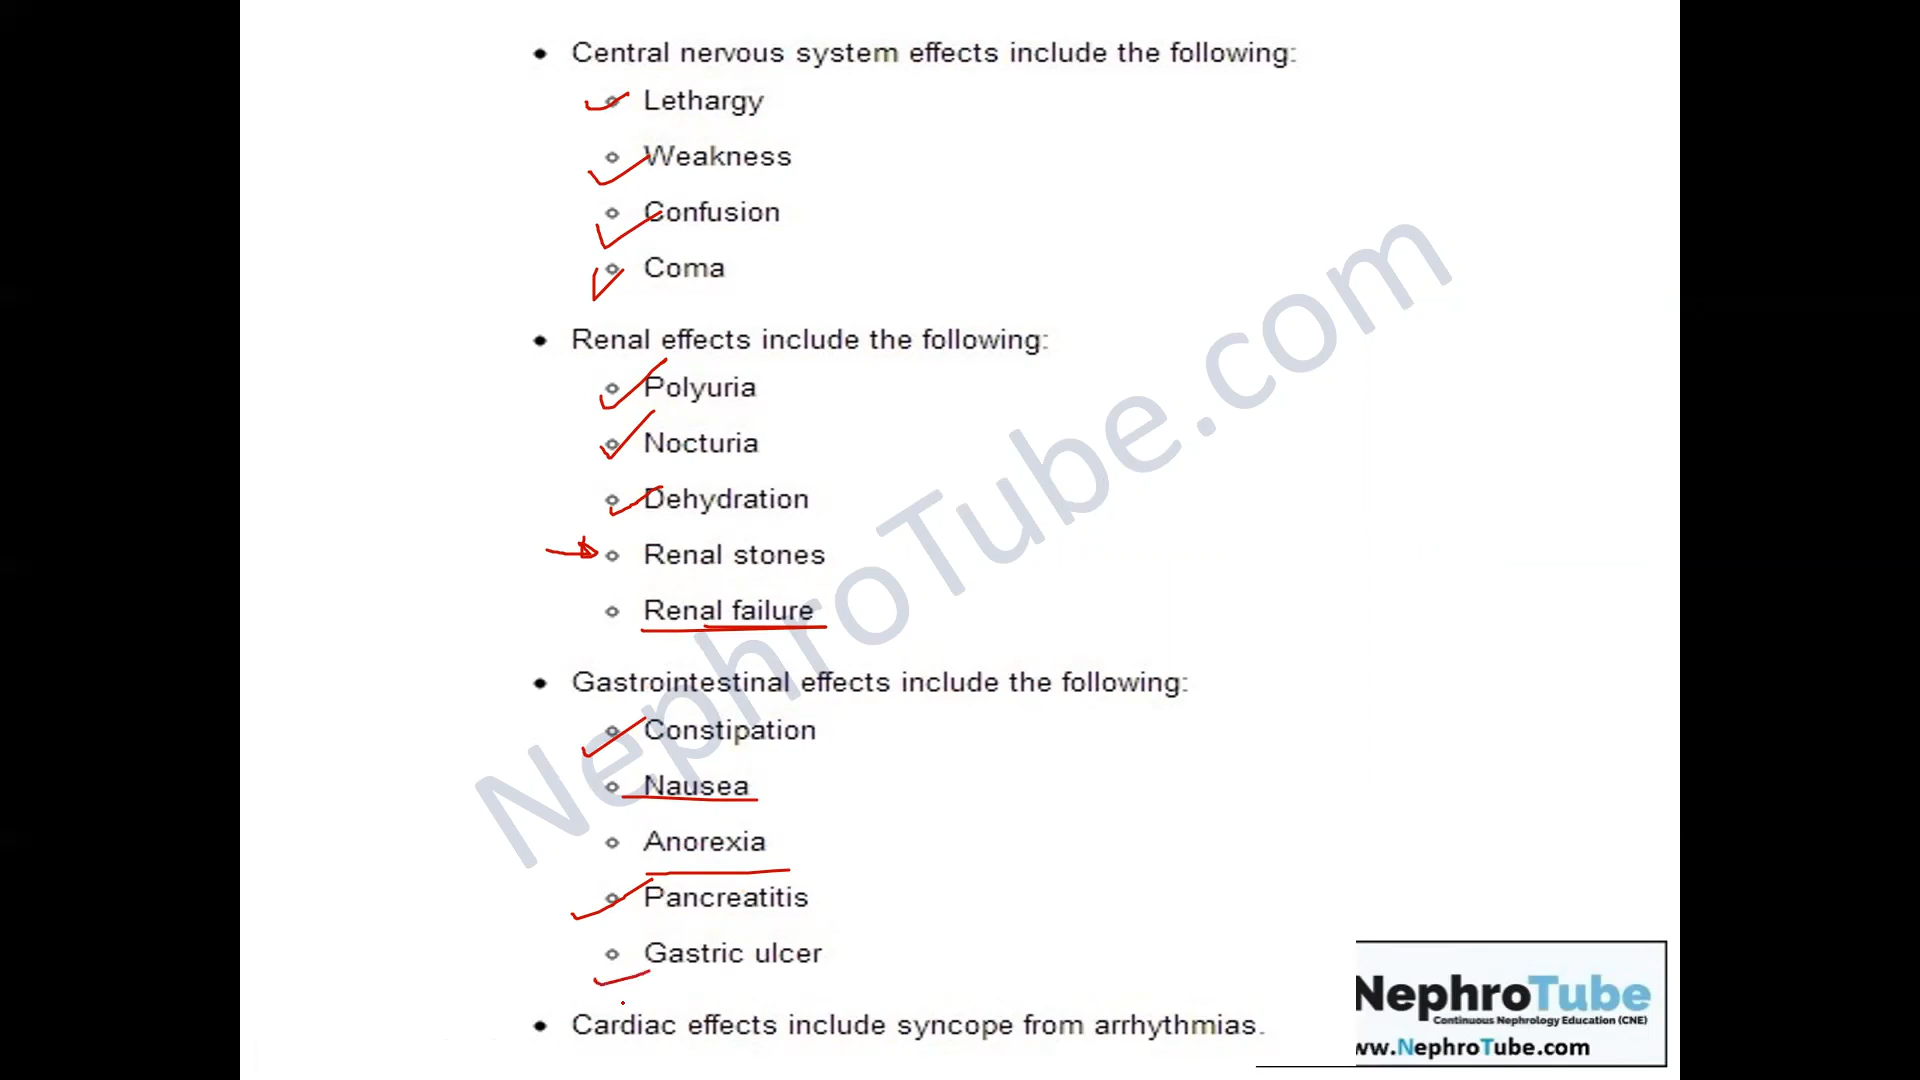 • Central nervous system effects include the following:
Lethargy
Weakness
Confusion
Coma
• Renal effects include the following:
Polyuria
Nocturia
Dehydration
Renal stones
Renal failure
• Gastrointestinal effects include the following:
Constipation
Nausea
Anorexia
Pancreatitis
Gastric ulcer
• Cardiac effects include syncope from arrhythmias.
NephroTube.com
NephroTube
Continuous Nephrology Education (CNE)
ww.NephroTube.com